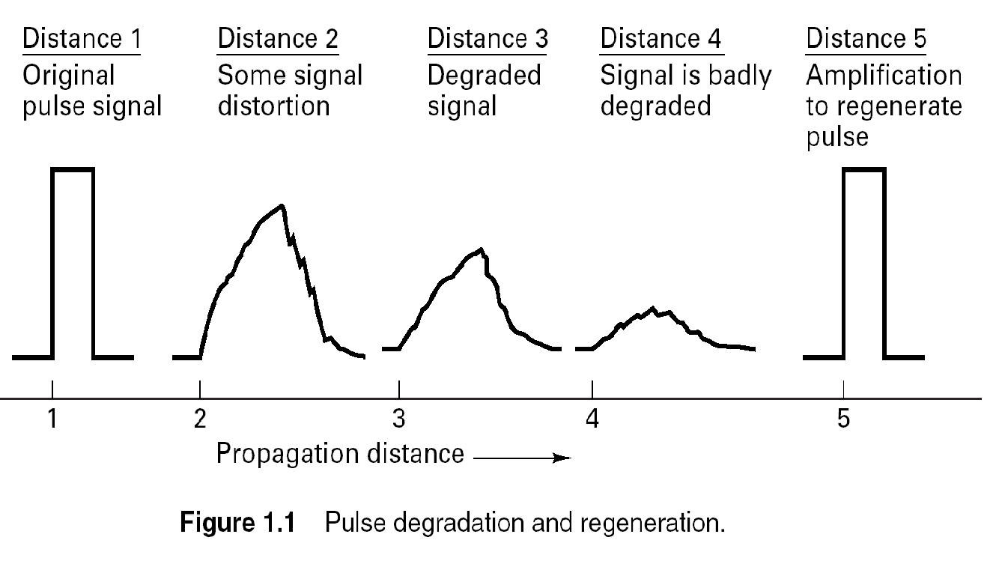 Distance 1
Original
pulse signal
Distance 2
Some signal
distortion
Distance 3
Degraded
signal
Distance 4
Signal is badly
degraded
Distance 5
Amplification
to regenerate
pulse
1
2
3
4
5
Propagation distance
Figure 1.1 Pulse degradation and regeneration.